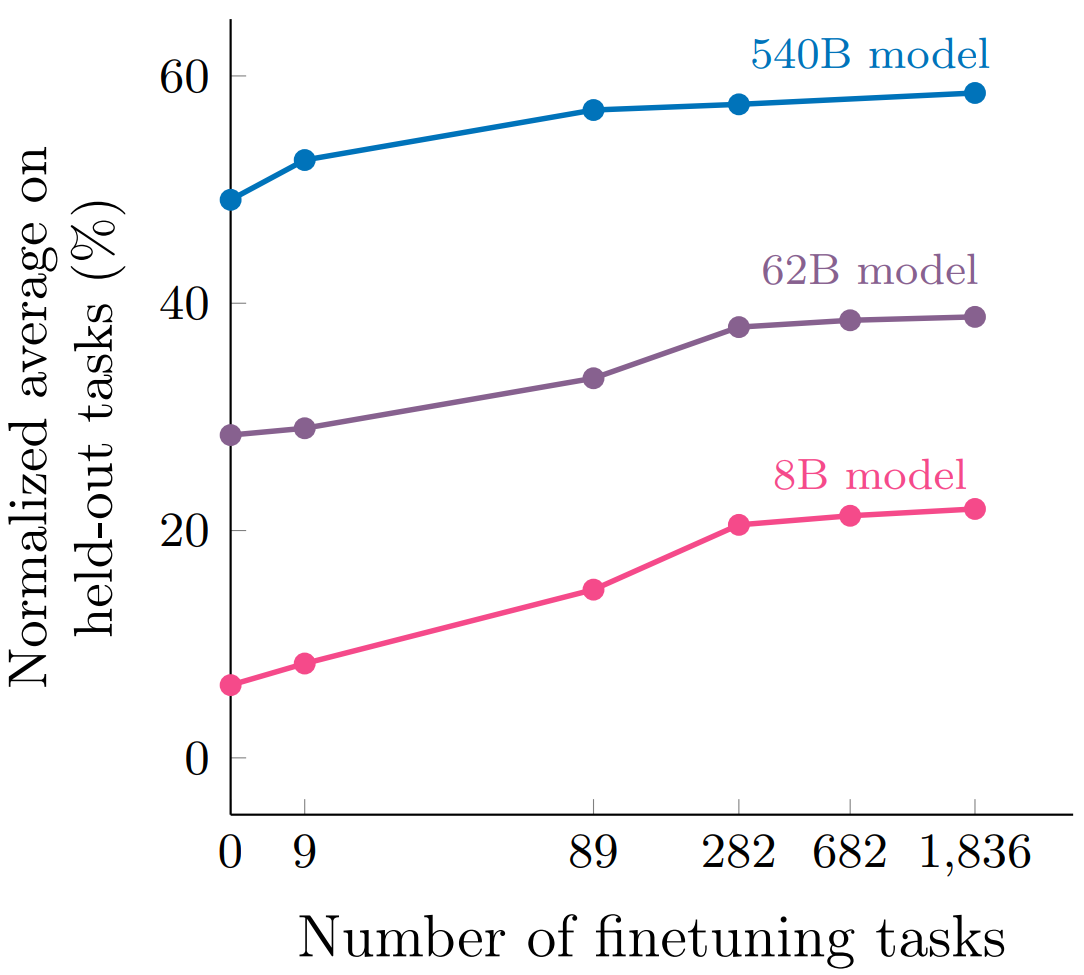 Normalized average on
held-out tasks (%)
60
40
20
0
540B model
62B model
8B model
0 9 89 282 682 1,836
Number of finetuning tasks